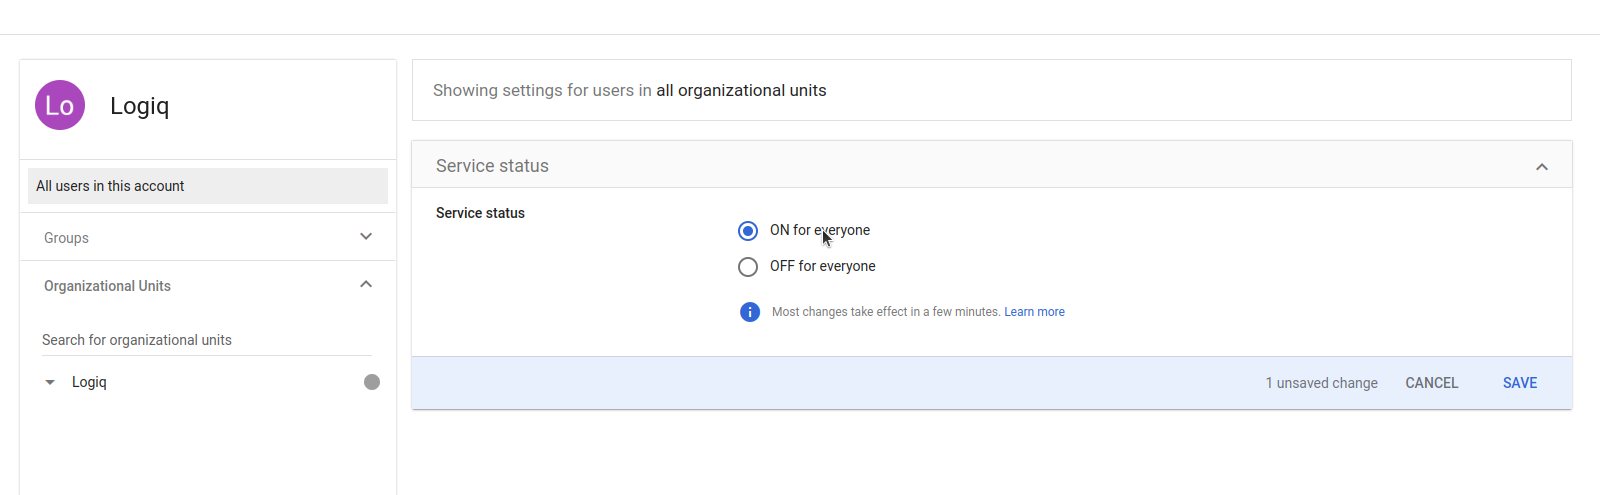 Lo
Logiq
All users in this account
Groups
Organizational Units
Search for organizational units
Logiq
Showing settings for users in all organizational units
Service status
Service status
ON for everyone
OFF for everyone
Most changes take effect in a few minutes. Learn more
1 unsaved change CANCEL SAVE